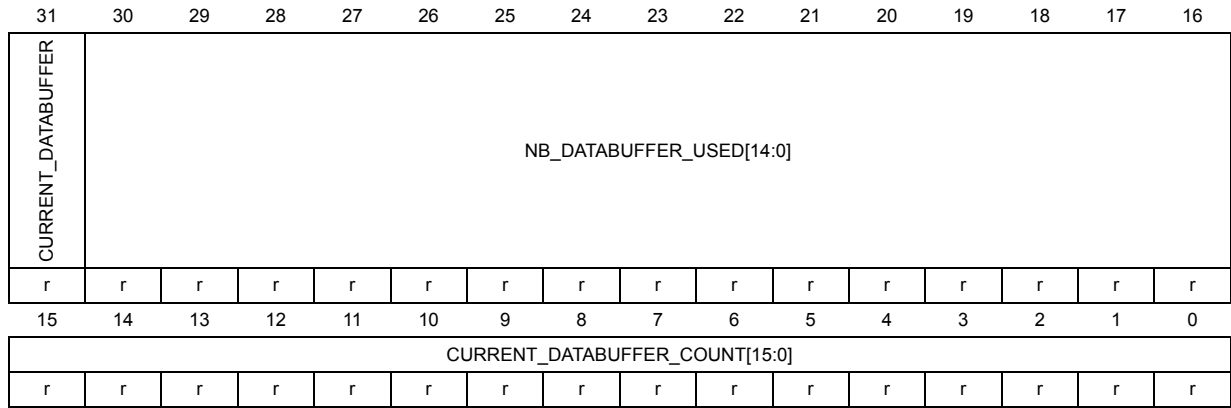 31 30 29 28 27 26 25 24 23 22 21 20 19 18 17 16
CURRENT_DATABUFFER
NB_DATABUFFER_USED[14:0]
r r r r r r r r r r r r r r r r
15 14 13 12 11 10 9 8 7 6 5 4 3 2 1 0
CURRENT_DATABUFFER_COUNT[15:0]
r r r r r r r r r r r r r r r r